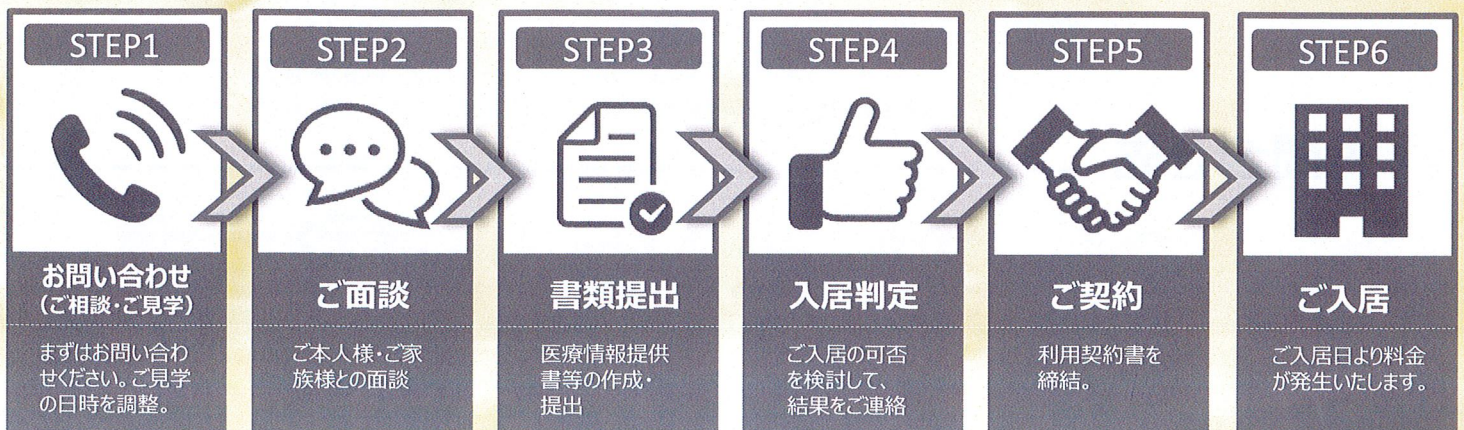 STEP1
お問い合わせ
(ご相談・ご見学)
まずはお問い合わ
せください。ご見学
の日時を調整。
STEP2
ご面談
ご本人様・ご家
族様との面談
STEP3
書類提出
医療情報提供
書等の作成・
提出
STEP4
入居判定
ご入居の可否
を検討して、
結果をご連絡
STEP5
ご契約
利用契約書を
締結。
STEP6
ご入居
ご入居日より料金
が発生いたします。